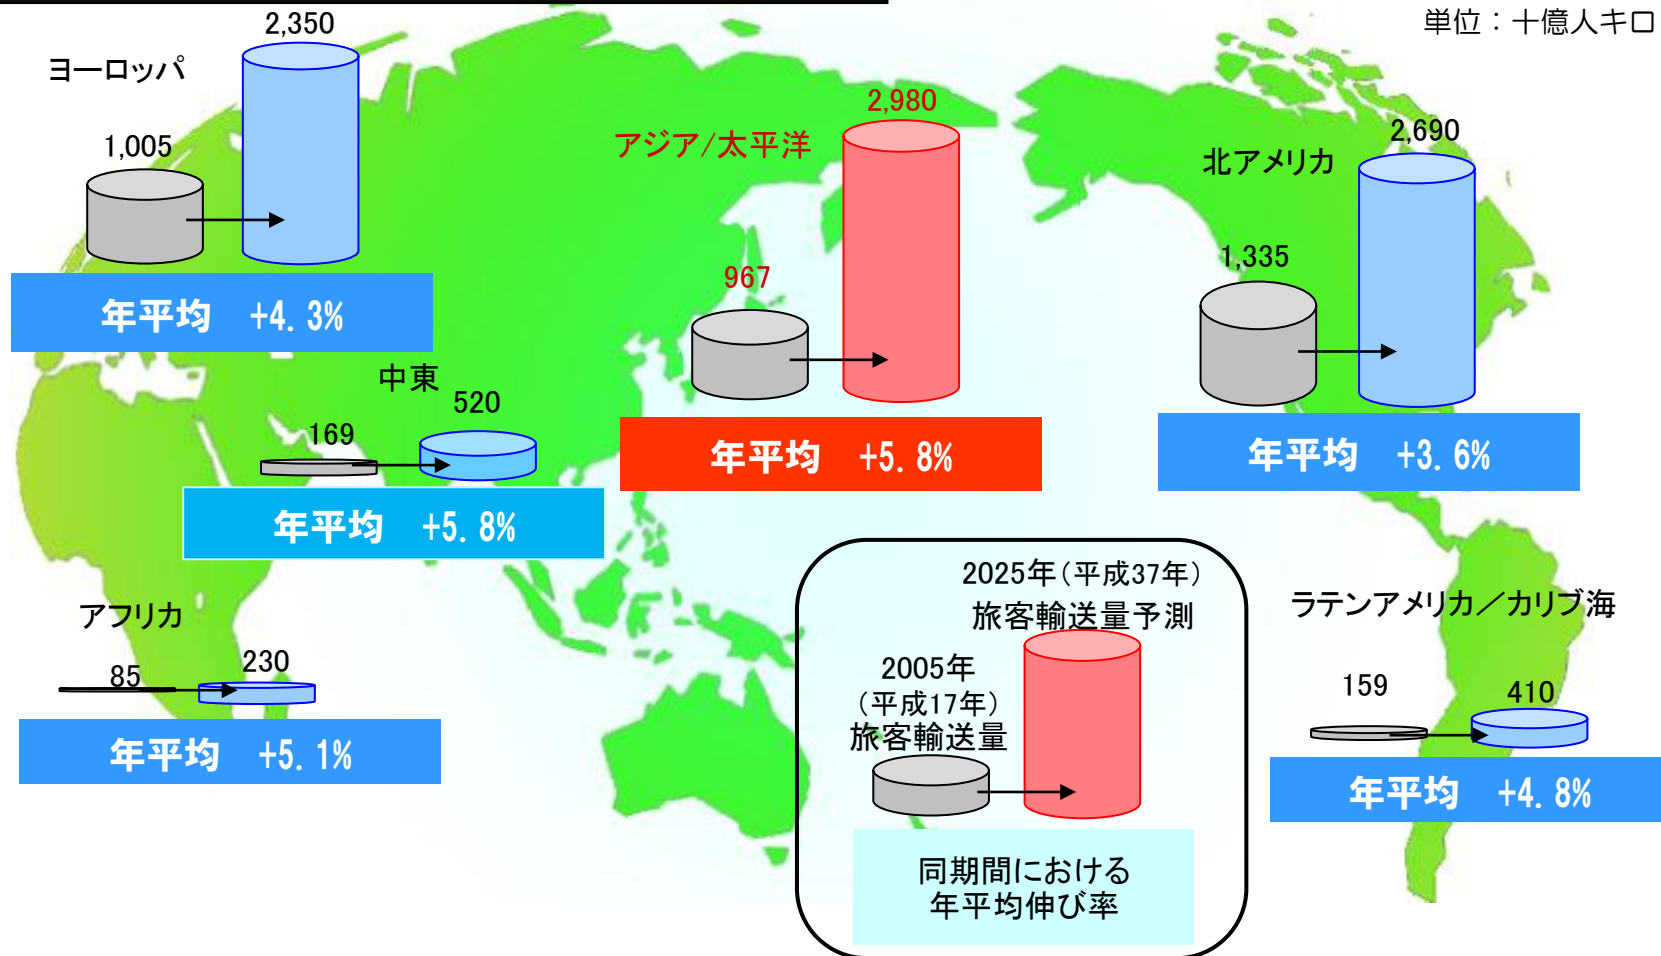 単位：十億人キロ
ヨーロッパ
1,005
2,350
年平均　+4.3%
アジア/太平洋
967
2,980
年平均　+5.8%
北アメリカ
1,335
2,690
年平均　+3.6%
中東
169
520
年平均　+5.8%
アフリカ
85
230
年平均　+5.1%
ラテンアメリカ／カリブ海
159
410
年平均　+4.8%
2025年（平成37年）
旅客輸送量予測
2005年
（平成17年）
旅客輸送量
同期間における
年平均伸び率